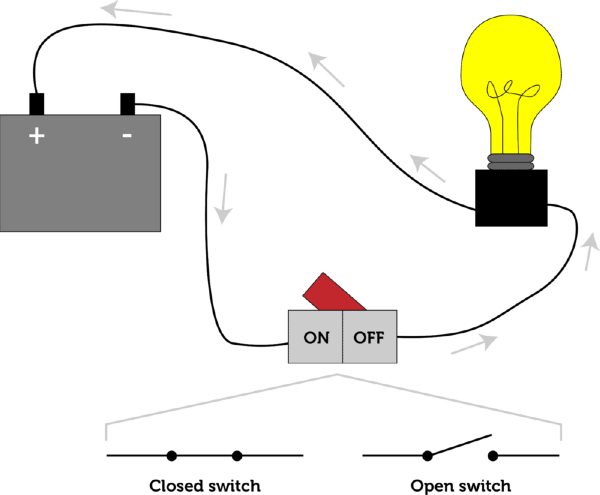 + -
ON OFF
Closed switch Open switch